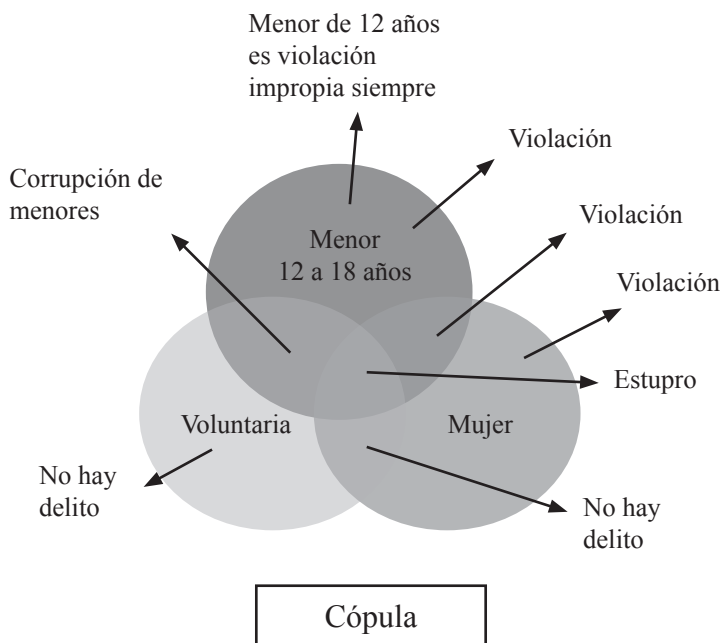 Menor de 12 años
es violación
impropia siempre
Violación
Corrupción de
menores
Menor
12 a 18 años
Violación
Violación
Estupro
Voluntaria
Mujer
No hay
delito
No hay
delito
Cópula